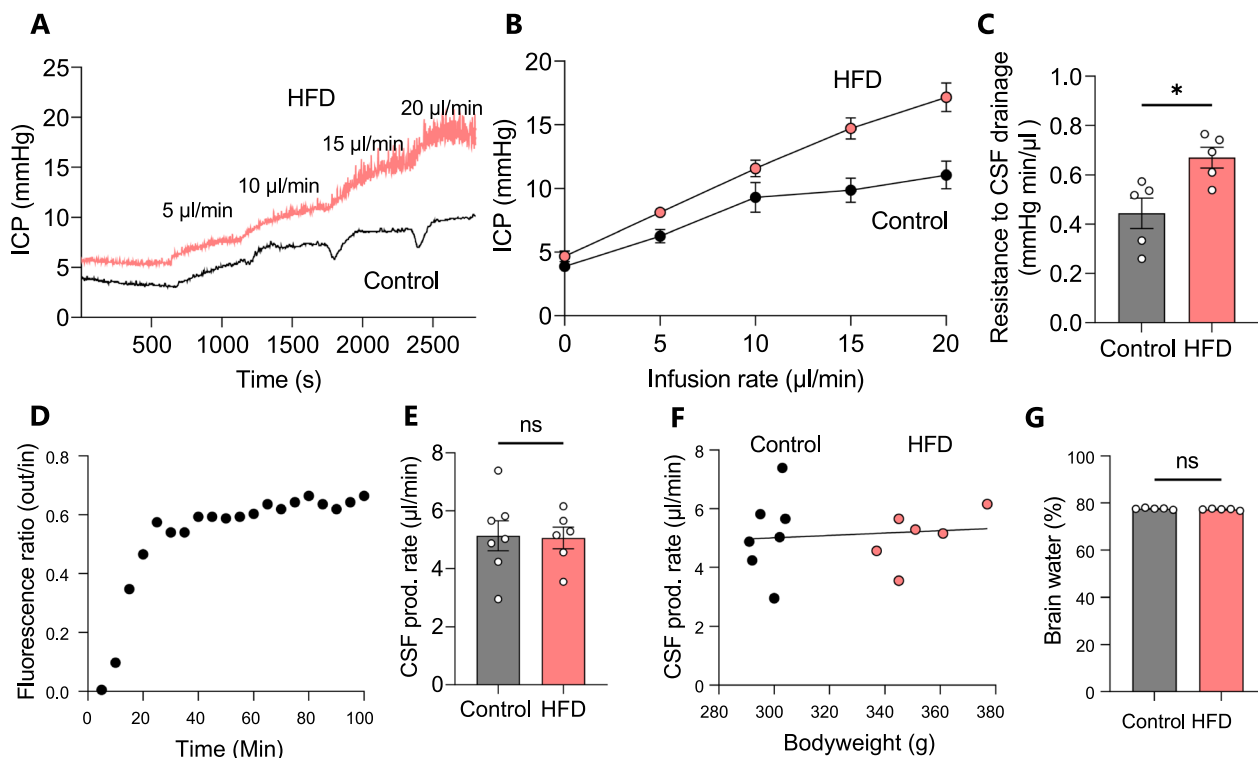 A
25
20
15
10
5
0
ICP (mmHg)
HFD
5 µl/min
10 µl/min
15 µl/min
20 µl/min
Control
500 1000 1500 2000 2500
Time (s)
B
20
15
10
5
0
ICP (mmHg)
HFD
Control
0 5 10 15 20
Infusion rate (µl/min)
C
Resistance to CSF drainage
(mmHg min/µl )
1.0
0.8
0.6
0.4
0.2
0.0
*
Control HFD
D
Fluorescence ratio (out/in)
0.8
0.6
0.4
0.2
0.0
0 20 40 60 80 100
Time (Min)
E
CSF prod. rate (µl/min)
8
6
4
2
0
ns
Control HFD
F
CSF prod. rate (µl/min)
8
6
4
2
0
Control HFD
280 300 320 340 360 380
Bodyweight (g)
G
Brain water (%)
100
80
60
40
20
0
ns
Control HFD